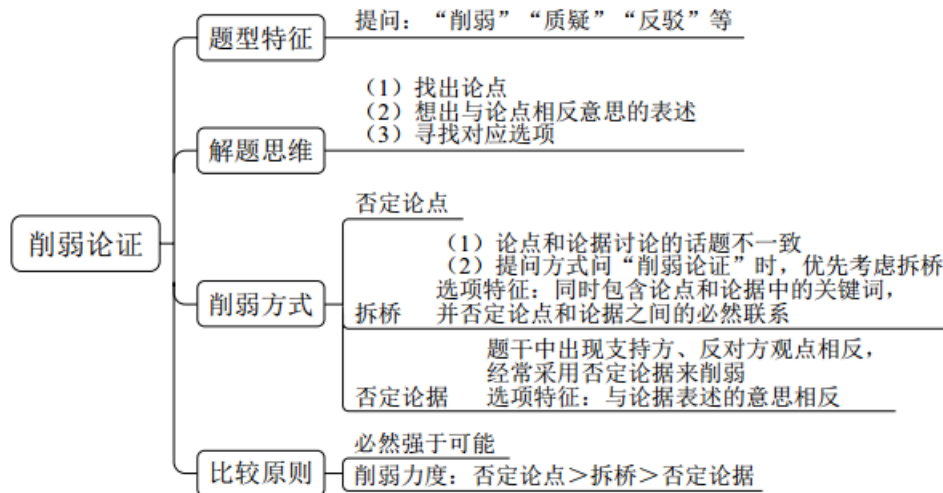 削弱论证
题型特征
提问：“削弱”“质疑”“反驳”等
解题思维
（1）找出论点
（2）想出与论点相反意思的表述
（3）寻找对应选项
削弱方式
否定论点
拆桥
（1）论点和论据讨论的话题不一致
（2）提问方式问“削弱论证”时，优先考虑拆桥
选项特征：同时包含论点和论据中的关键词，
并否定论点和论据之间的必然联系
否定论据
题干中出现支持方、反对方观点相反，
经常采用否定论据来削弱
选项特征：与论据表述的意思相反
比较原则
必然强于可能
削弱力度：否定论点＞拆桥＞否定论据